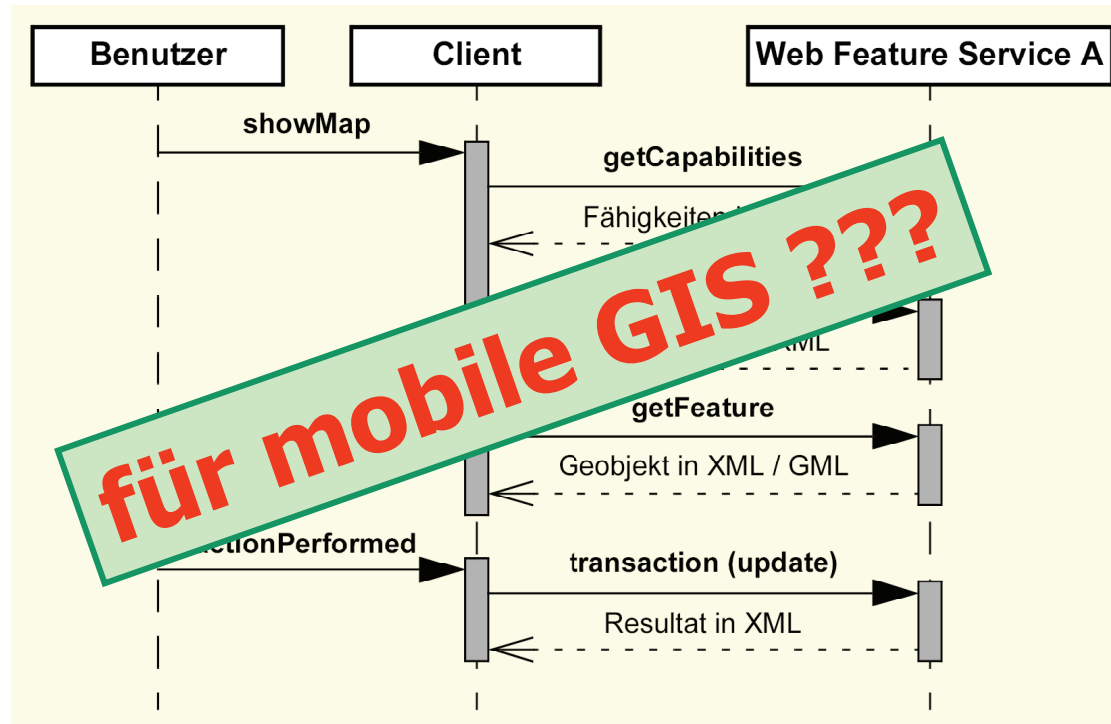 Benutzer
Client
Web Feature Service A
showMap
getCapabilities
Fähigkeiten
für mobile GIS ???
XML
getFeature
Geobjekt in XML / GML
actionPerformed
transaction (update)
Resultat in XML